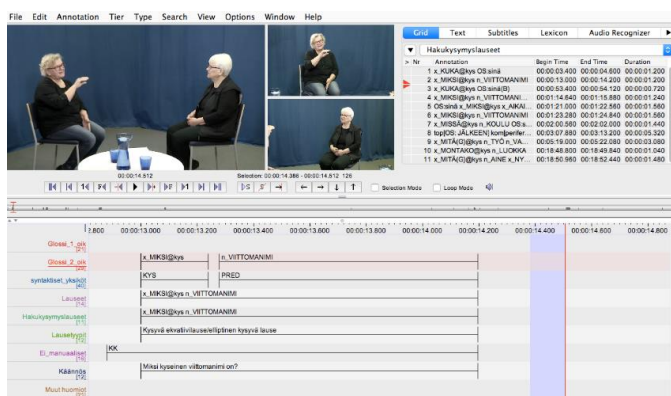 File Edit Annotation Tier Type Search View Options Window Help
Grid Text Subtitles Lexicon Audio Recognizer
Hakukysymyslauseet
> Nr Annotation Begin Time End Time Duration
1 x_KUKA@kys OS:sinä 00:00:03.400 00:00:04.600 00:00:01.200
2 x_MIKSI@kys n_VIITTOMANIMI 00:00:13.000 00:00:14.200 00:00:01.200
3 x_KUKA@kys OS:sinä(B) 00:00:53.400 00:00:54.120 00:00:00.720
4 x_MIKSI@kys n_VIITTOMANI... 00:01:14.640 00:01:15.880 00:00:01.240
5 OS:sinä x_MIKSI@kys x_AIKAI... 00:01:21.000 00:01:22.560 00:00:01.560
6 x_MIKSI@kys n_VIITTOMANI... 00:01:23.280 00:01:24.840 00:00:01.560
7 x_MISSÄ@kys n_KOULU OS:s... 00:02:00.560 00:02:02.000 00:00:01.440
8 top[OS: JÄLKEEN] kom[perifer... 00:03:07.880 00:03:13.200 00:00:05.320
9 x_MITÄ(G)@kys n_TYÖ n_VA... 00:05:19.000 00:05:22.080 00:00:03.080
10 x_MONTAKO@kys n_LUOKKA 00:18:48.800 00:18:49.840 00:00:01.040
11 x_MITÄ(G)@kys n_AINE x_NY... 00:18:50.960 00:18:52.440 00:00:01.480
00:00:14.512 Selection: 00:00:14.386 - 00:00:14.512 126
Selection Mode Loop Mode
2.800 00:00:13.000 00:00:13.200 00:00:13.400 00:00:13.600 00:00:13.800 00:00:14.000 00:00:14.200 00:00:14.400 00:00:14.600 00:00:14.800
Glossi_1_oik
Glossi_2_oik x_MIKSI@kys n_VIITTOMANIMI
syntaktiset_yksiköt KYS PRED
[40]
Lauseet x_MIKSI@kys n_VIITTOMANIMI
[14]
Hakukysymyslauseet x_MIKSI@kys n_VIITTOMANIMI
[11]
Lausetyypit Kysyvä ekvatiivilause/elliptinen kysyvä lause
Ei_manuaaliset KK
Käännös Miksi kyseinen viittomanimi on?
Muut huomiot